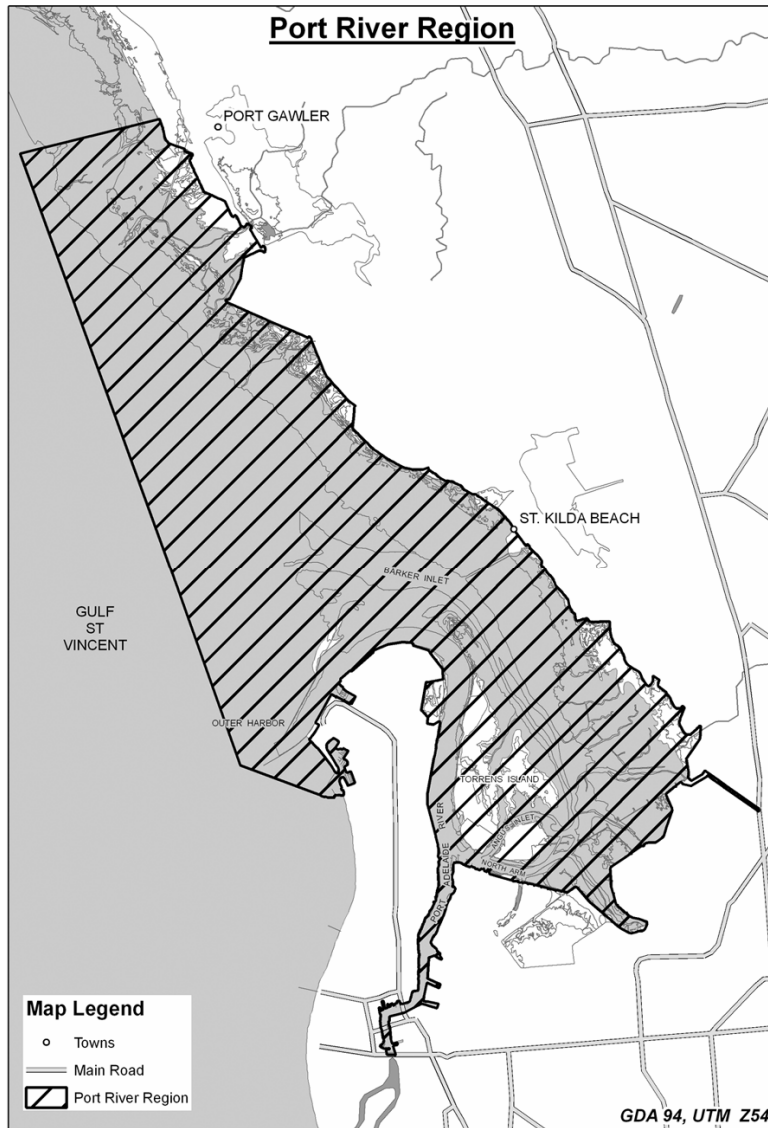 Port River Region
PORT GAWLER
ST. KILDA BEACH
BARKER INLET
GULF
ST
VINCENT
OUTER HARBOR
TORRENS ISLAND
ANGAS INLET
NORTH ARM
PORT ADELAIDE RIVER
Map Legend
Towns
Main Road
Port River Region
GDA 94, UTM Z54